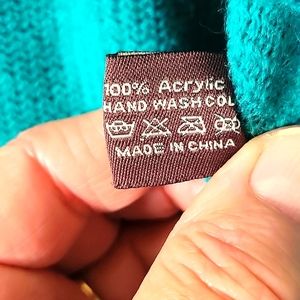 100% Acrylic
HAND WASH COL
MADE IN CHINA